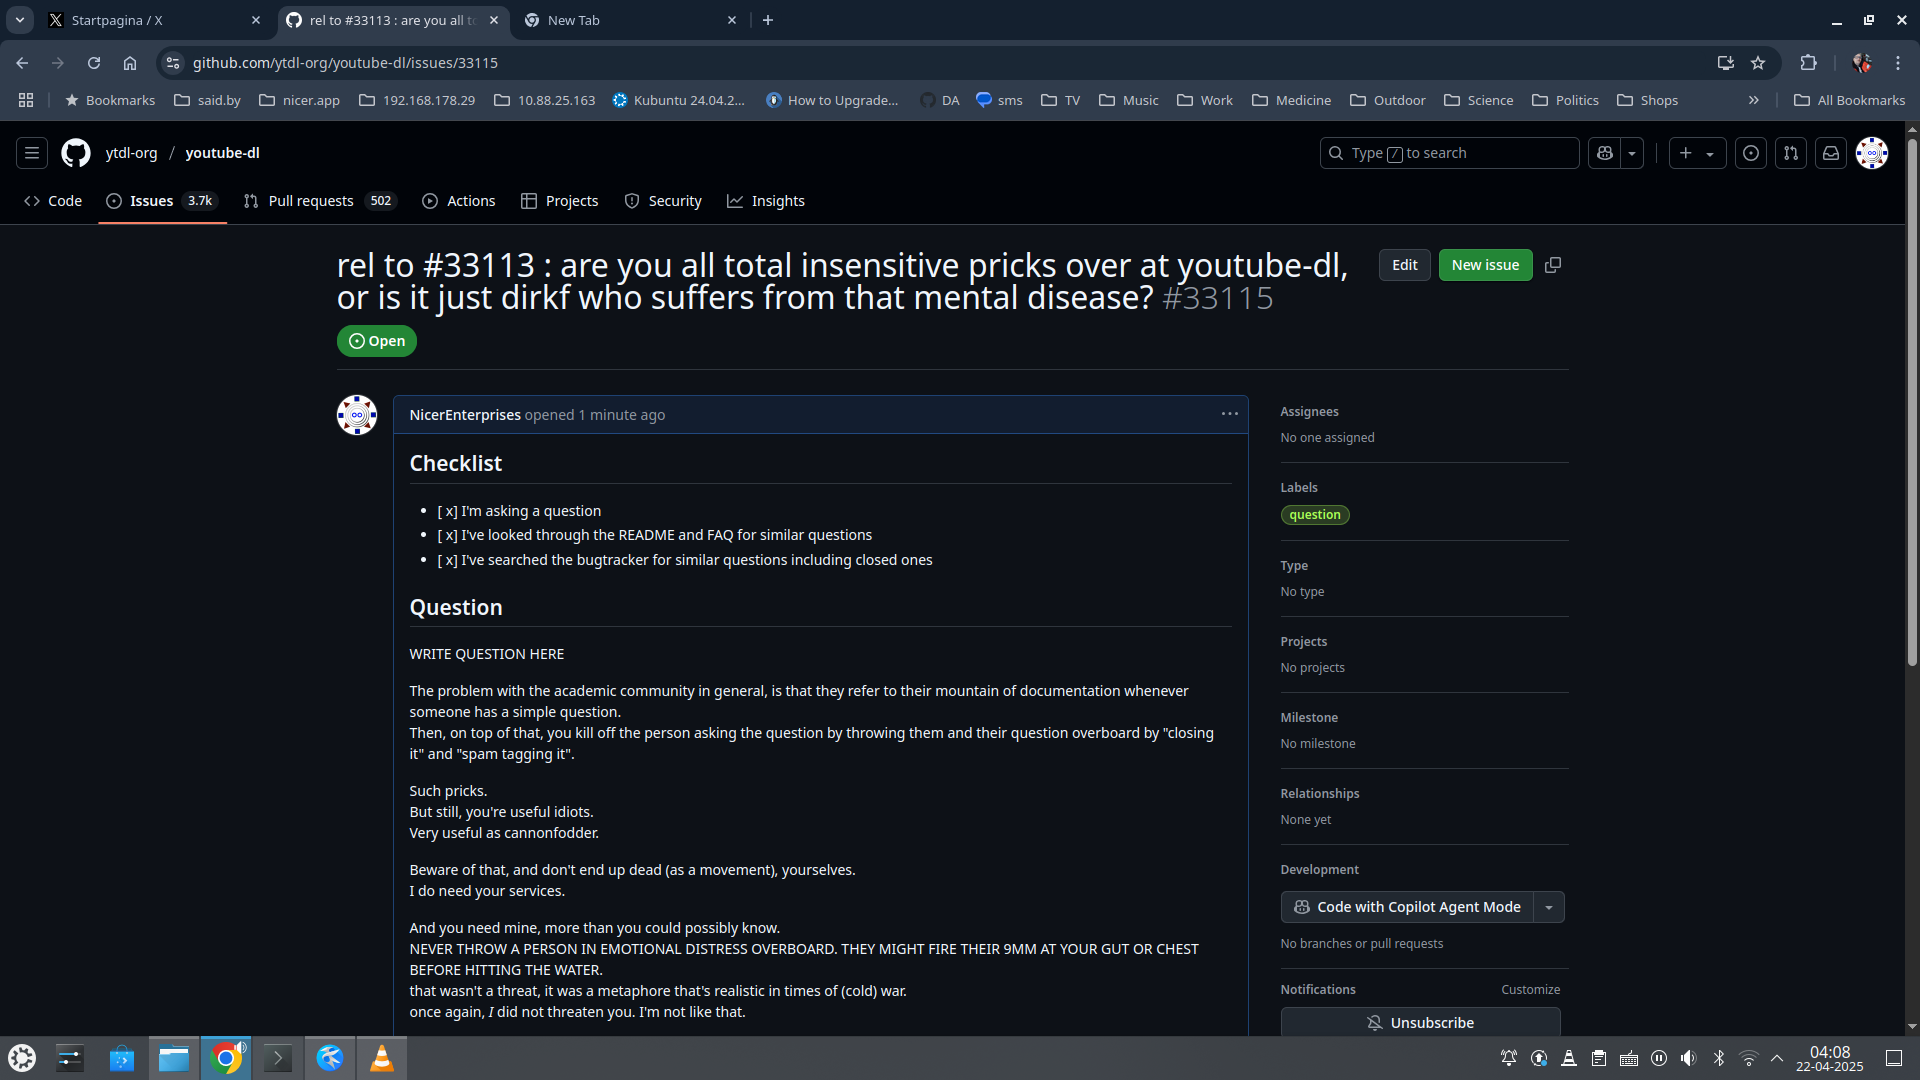 Startpagina / X
rel to #33113 : are you all to
New Tab
github.com/ytdl-org/youtube-dl/issues/33115
Bookmarks
said.by
nicer.app
192.168.178.29
10.88.25.163
Kubuntu 24.04.2...
How to Upgrade...
DA
sms
TV
Music
Work
Medicine
Outdoor
Science
Politics
Shops
All Bookmarks
ytdl-org / youtube-dl
Type / to search
Code
Issues 3.7k
Pull requests 502
Actions
Projects
Security
Insights
rel to #33113 : are you all total insensitive pricks over at youtube-dl,
or is it just dirkf who suffers from that mental disease? #33115
Edit
New issue
Open
NicerEnterprises opened 1 minute ago
Checklist
[ x] I'm asking a question
[ x] I've looked through the README and FAQ for similar questions
[ x] I've searched the bugtracker for similar questions including closed ones
Question
WRITE QUESTION HERE
The problem with the academic community in general, is that they refer to their mountain of documentation whenever
someone has a simple question.
Then, on top of that, you kill off the person asking the question by throwing them and their question overboard by "closing
it" and "spam tagging it".
Such pricks.
But still, you're useful idiots.
Very useful as cannonfodder.
Beware of that, and don't end up dead (as a movement), yourselves.
I do need your services.
And you need mine, more than you could possibly know.
NEVER THROW A PERSON IN EMOTIONAL DISTRESS OVERBOARD. THEY MIGHT FIRE THEIR 9MM AT YOUR GUT OR CHEST
BEFORE HITTING THE WATER.
that wasn't a threat, it was a metaphore that's realistic in times of (cold) war.
once again, I did not threaten you. I'm not like that.
Assignees
No one assigned
Labels
question
Type
No type
Projects
No projects
Milestone
No milestone
Relationships
None yet
Development
Code with Copilot Agent Mode
No branches or pull requests
Notifications
Customize
Unsubscribe
04:08
22-04-2025